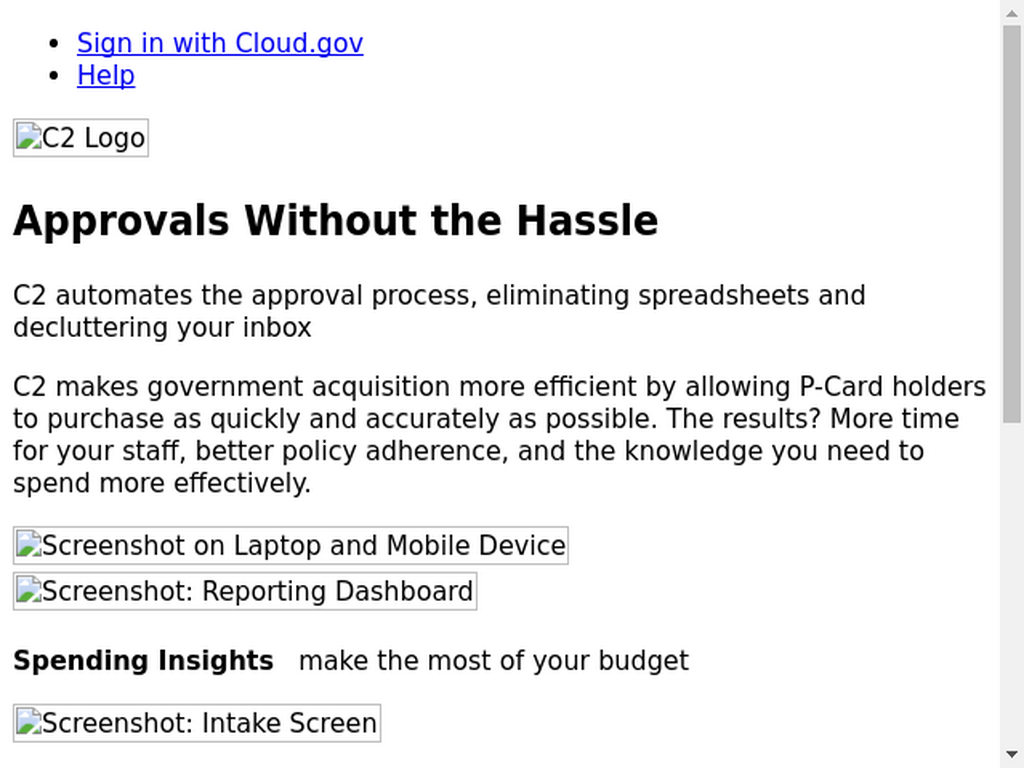 Sign in with Cloud.gov
Help
C2 Logo
Approvals Without the Hassle
C2 automates the approval process, eliminating spreadsheets and
decluttering your inbox
C2 makes government acquisition more efficient by allowing P-Card holders
to purchase as quickly and accurately as possible. The results? More time
for your staff, better policy adherence, and the knowledge you need to
spend more effectively.
Screenshot on Laptop and Mobile Device
Screenshot: Reporting Dashboard
Spending Insights make the most of your budget
Screenshot: Intake Screen